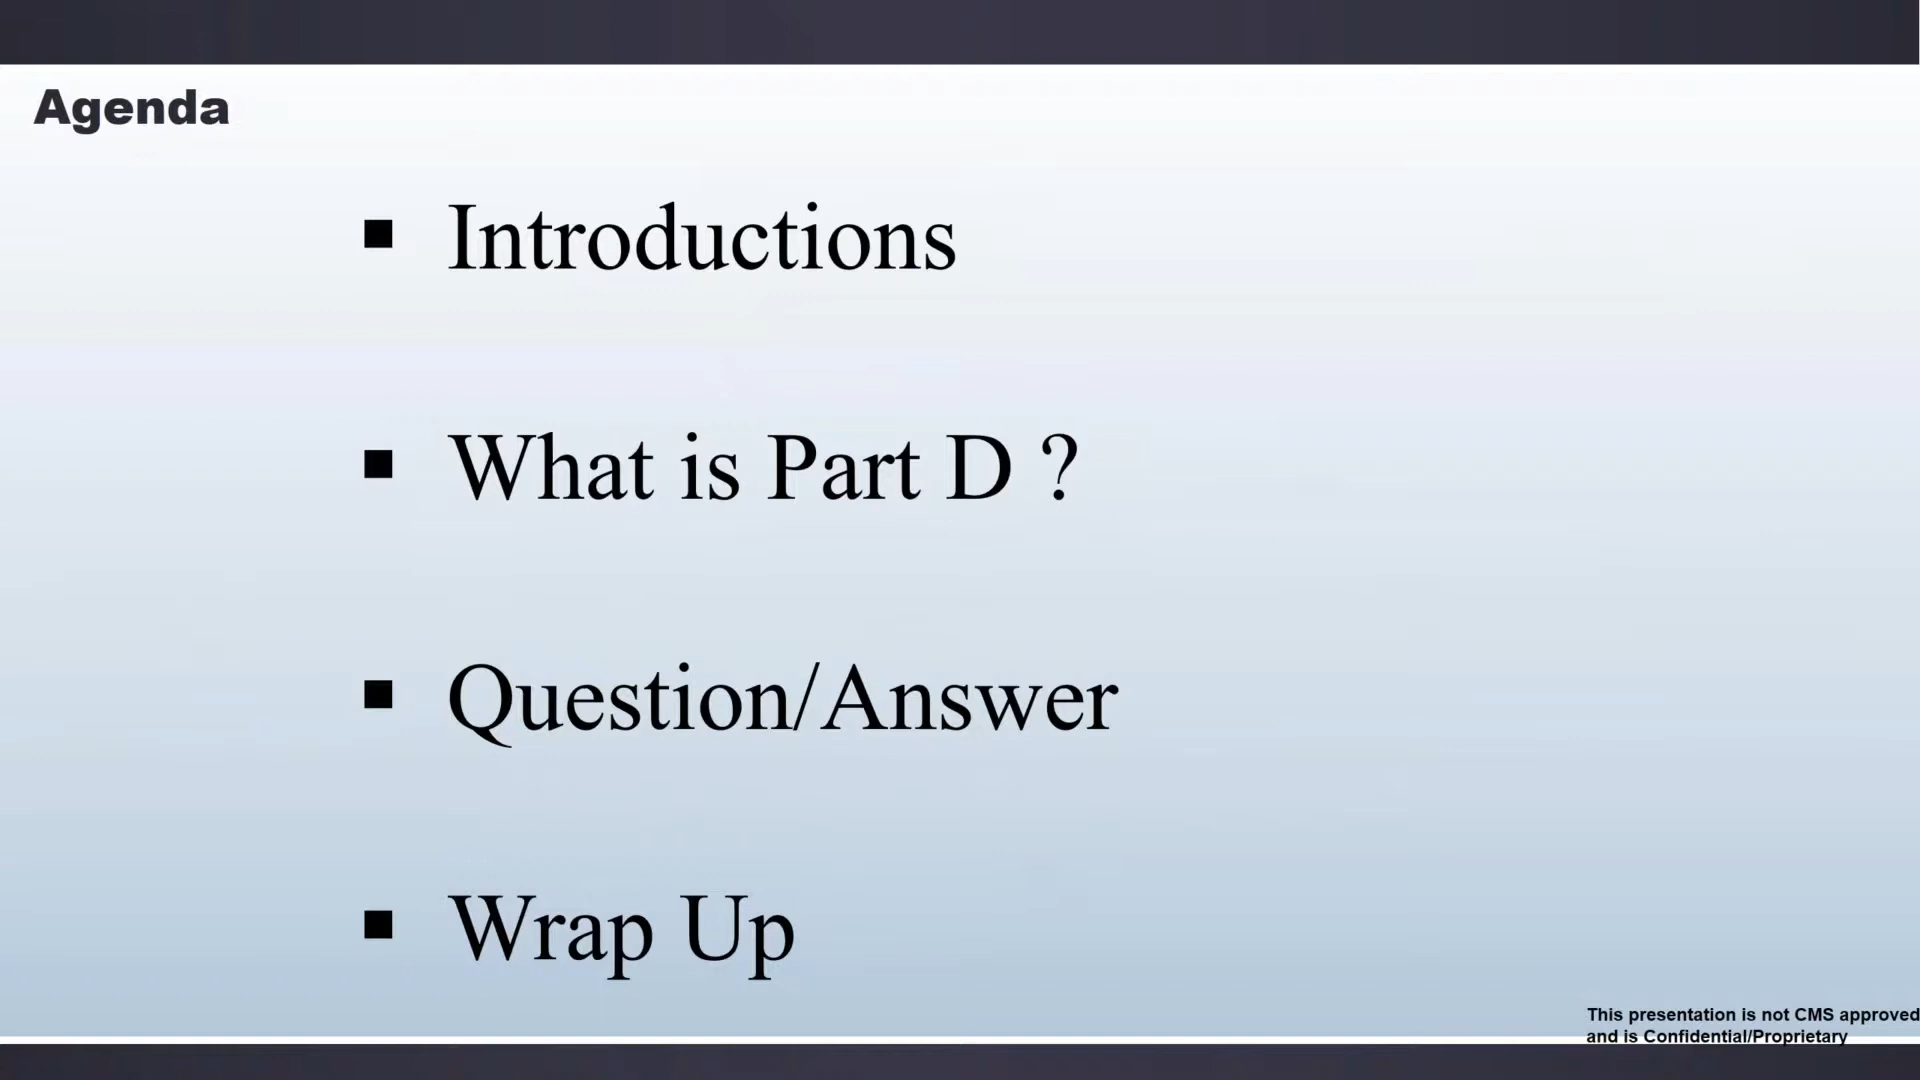 Agenda
▪ Introductions
▪ What is Part D ?
▪ Question/Answer
▪ Wrap Up
This presentation is not CMS approved
and is Confidential/Proprietary